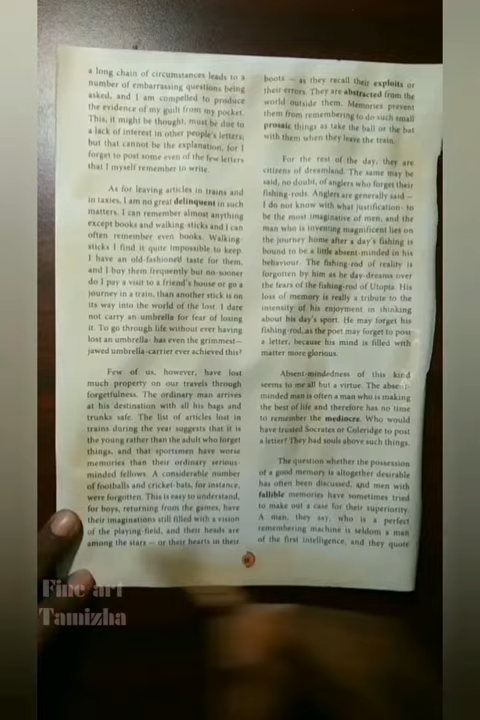 a long chain of circumstances leads to a
number of embarrassing questions being
asked, and I am compelled to produce
the evidence of my guilt from my pocket.
This, it might be thought, must be due to
a lack of interest in other people's letters;
but that cannot be the explanation, for I
forget to post some even of the few letters
that I myself remember to write.
As for leaving articles in trains and
in taxies, I am no great delinquent in such
matters. I can remember almost anything
except books and walking-sticks and I can
often remember even books. Walking-
sticks I find it quite impossible to keep.
I have an old-fashioned taste for them,
and I buy them frequently but no sooner
do I pay a visit to a friend's house or go a
journey in a train, than another stick is on
its way into the world of the lost. I dare
not carry an umbrella for fear of losing
it. To go through life without ever having
lost an umbrella- has even the grimmest—
jawed umbrella-carrier ever achieved this?
Few of us, however, have lost
much property on our travels through
forgetfulness. The ordinary man arrives
at his destination with all his bags and
trunks safe. The list of articles lost in
trains during the year suggests that it is
the young rather than the adult who forget
things, and that sportsmen have worse
memories than their ordinary serious-
minded fellows. A considerable number
of footballs and cricket-bats, for instance,
were forgotten. This is easy to understand,
for boys, returning from the games, have
their imaginations still filled with a vision
of the playing-field, and their heads are
among the stars — or their hearts in their
boots — as they recall their exploits or
their errors. They are abstracted from the
world outside them. Memories prevent
them from remembering to do such small
prosaic things as take the ball or the bat
with them when they leave the train.
For the rest of the day, they are
citizens of dreamland. The same may be
said, no doubt, of anglers who forget their
fishing-rods. Anglers are generally said —
I do not know with what justification- to
be the most imaginative of men, and the
man who is inventing magnificent lies on
the journey home after a day's fishing is
bound to be a little absent-minded in his
behaviour. The fishing rod of reality is
forgotten by him as he day-dreams over
the fears of the fishing-rod of Utopia. His
loss of memory is really a tribute to the
intensity of his enjoyment in thinking
about his day's sport. He may forget his
fishing-rod, as the poet may forget to post
a letter, because his mind is filled with
matter more glorious.
Absent-mindedness of this kind
seems to me all but a virtue. The absent-
minded man is often a man who is making
the best of life and therefore has no time
to remember the mediocre. Who would
have trusted Socrates or Coleridge to post
a letter? They had souls above such things.
The question whether the possession
of a good memory is altogether desirable
has often been discussed, and men with
fallible memories have sometimes tried
to make out a case for their superiority.
A man, they say, who is a perfect
remembering machine is seldom a man
of the first intelligence, and they quote
Fine art
Tamizha